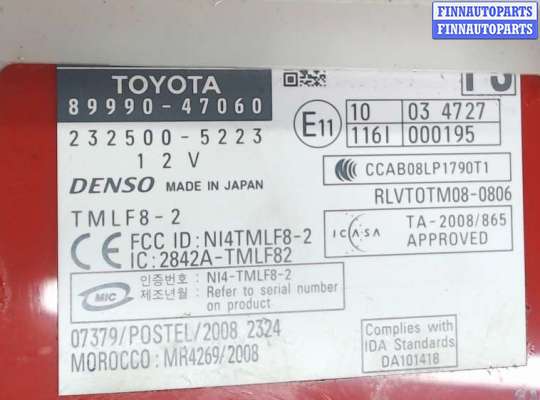 FINNAUTOPARTS
FINNAUTOPARTS
TOYOTA
89990-47060
232500-5223
12V
DENSO MADE IN JAPAN
TMLF8-2
CE FCC ID: NI4TMLF8-2
IC: 2842A-TMLF82
MIC
인증번호 : NI4-TMLF8-2
제조년월 : Refer to serial number
on product
07379/POSTEL/2008 2324
MOROCCO: MR4269/2008
E11
10 03 4727
116I 000195
CCAB08LP1790T1
RLVTOTM08-0806
ICASA
TA-2008/865
APPROVED
Complies with
IDA Standards
DA101418